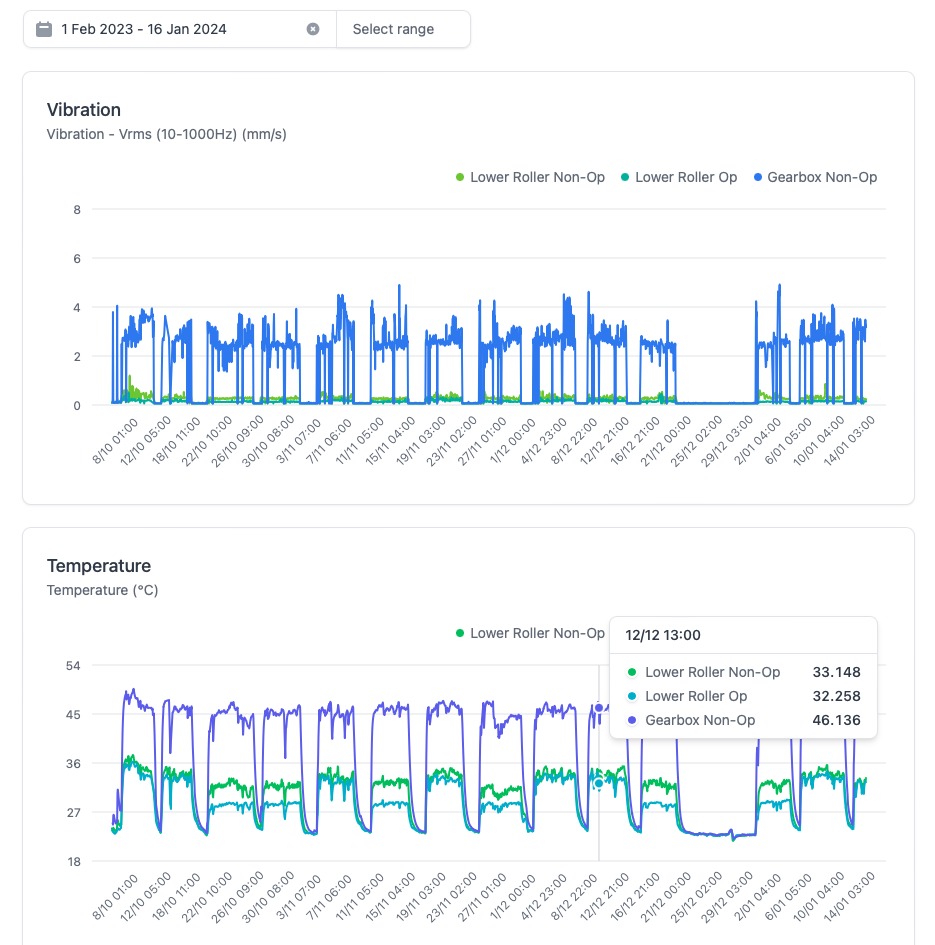 1 Feb 2023 - 16 Jan 2024 Select range
Vibration
Vibration - Vrms (10-1000Hz) (mm/s)
Lower Roller Non-Op Lower Roller Op Gearbox Non-Op
8
6
4
2
0
8/10 01:00 12/10 05:00 18/10 11:00 22/10 10:00 26/10 09:00 30/10 08:00 3/11 07:00 7/11 06:00 11/11 05:00 15/11 04:00 19/11 03:00 23/11 02:00 27/11 01:00 1/12 00:00 4/12 23:00 8/12 22:00 12/12 21:00 16/12 21:00 21/12 00:00 25/12 02:00 29/12 03:00 2/01 04:00 6/01 05:00 10/01 04:00 14/01 03:00
Temperature
Temperature (°C)
Lower Roller Non-Op
12/12 13:00
Lower Roller Non-Op 33.148
Lower Roller Op 32.258
Gearbox Non-Op 46.136
54
45
36
27
18
8/10 01:00 12/10 05:00 18/10 11:00 22/10 10:00 26/10 09:00 30/10 08:00 3/11 07:00 7/11 06:00 11/11 05:00 15/11 04:00 19/11 03:00 23/11 02:00 27/11 01:00 1/12 00:00 4/12 23:00 8/12 22:00 12/12 21:00 16/12 21:00 21/12 00:00 25/12 02:00 29/12 03:00 2/01 04:00 6/01 05:00 10/01 04:00 14/01 03:00